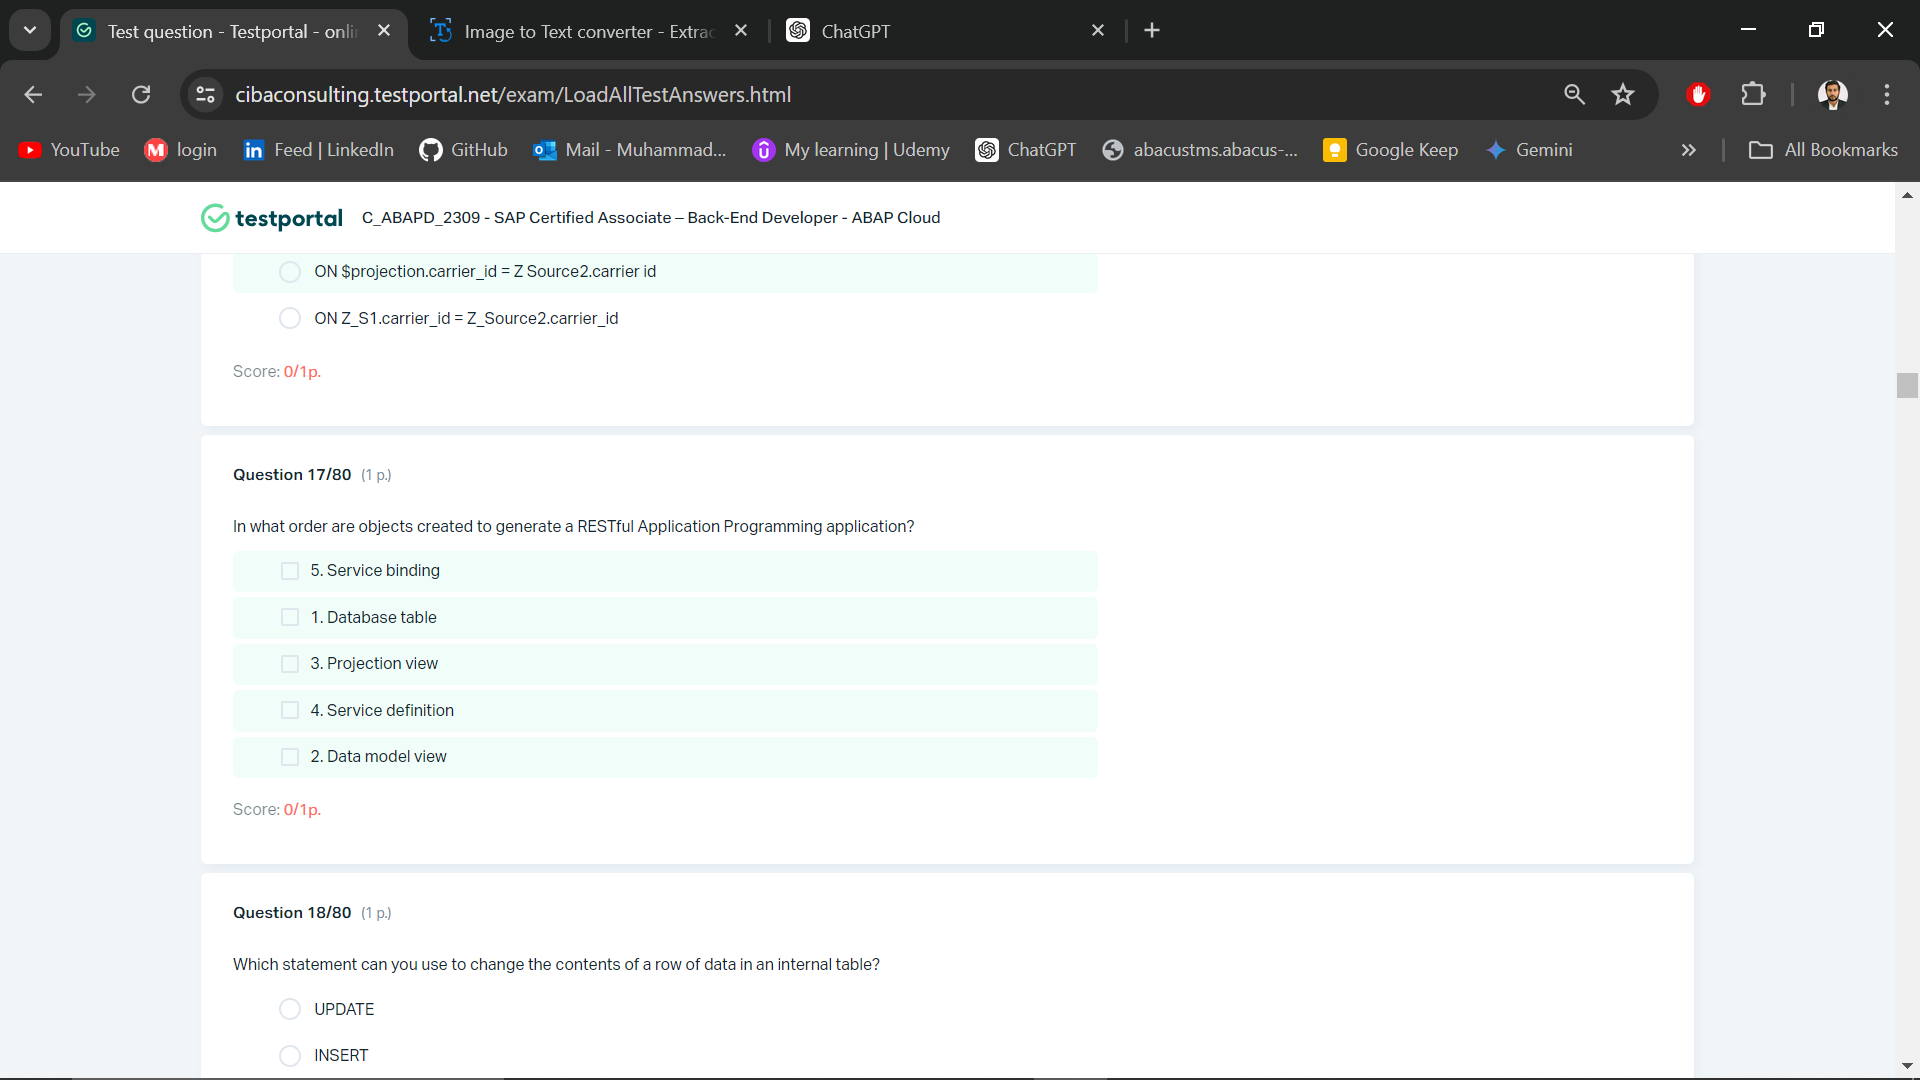 Test question - Testportal - onli
Image to Text converter - Extrac
ChatGPT
cibaconsulting.testportal.net/exam/LoadAllTestAnswers.html
YouTube
M login
in Feed | LinkedIn
GitHub
Mail - Muhammad...
My learning | Udemy
ChatGPT
abacustms.abacus-...
Google Keep
Gemini
»
All Bookmarks
testportal
C_ABAPD_2309 - SAP Certified Associate – Back-End Developer - ABAP Cloud
ON $projection.carrier_id = Z Source2.carrier id
ON Z_S1.carrier_id = Z_Source2.carrier_id
Score: 0/1p.
Question 17/80 (1 p.)
In what order are objects created to generate a RESTful Application Programming application?
5. Service binding
1. Database table
3. Projection view
4. Service definition
2. Data model view
Score: 0/1p.
Question 18/80 (1 p.)
Which statement can you use to change the contents of a row of data in an internal table?
UPDATE
INSERT